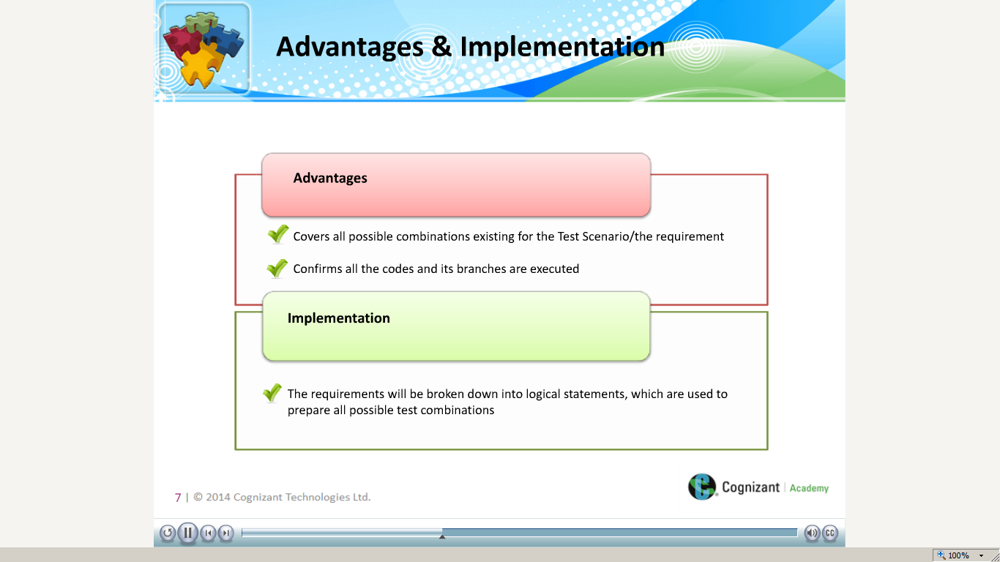 Advantages & Implementation
Advantages
Covers all possible combinations existing for the Test Scenario/the requirement
Confirms all the codes and its branches are executed
Implementation
The requirements will be broken down into logical statements, which are used to
prepare all possible test combinations
Cognizant | Academy
7 | © 2014 Cognizant Technologies Ltd.
CC
100%